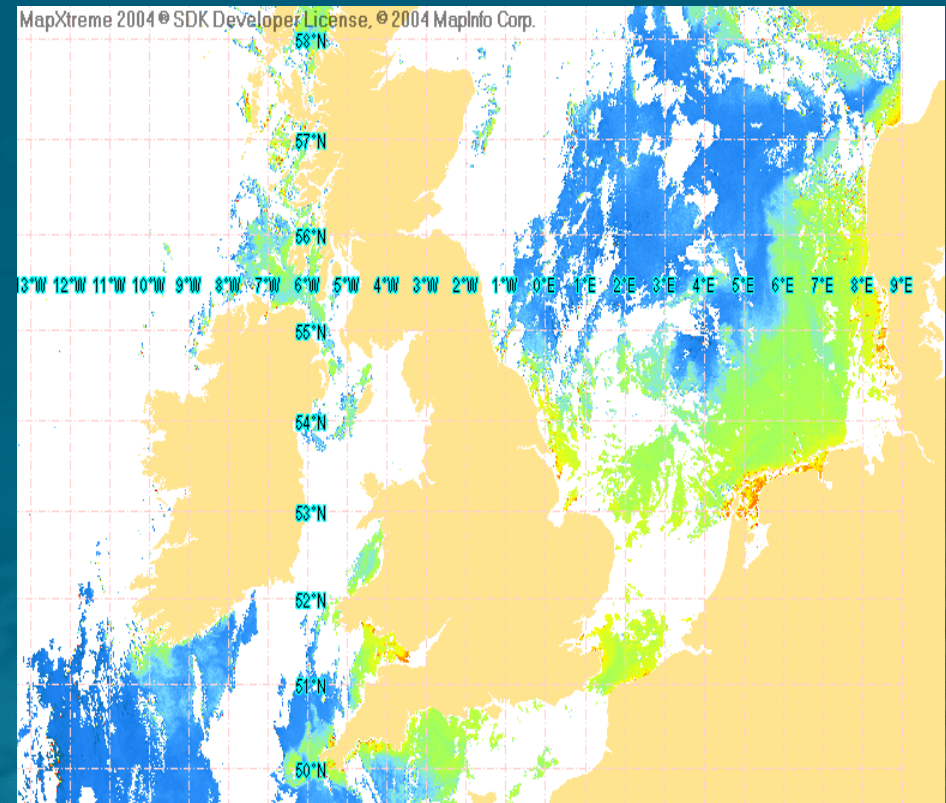 MapXtreme 2004 ® SDK Developer License, © 2004 MapInfo Corp.
58°N
57°N
56°N
13°W 12°W 11°W 10°W 9°W 8°W 7°W 6°W 5°W 4°W 3°W 2°W 1°W 0°E 1°E 2°E 3°E 4°E 5°E 6°E 7°E 8°E 9°E
55°N
54°N
53°N
52°N
51°N
50°N